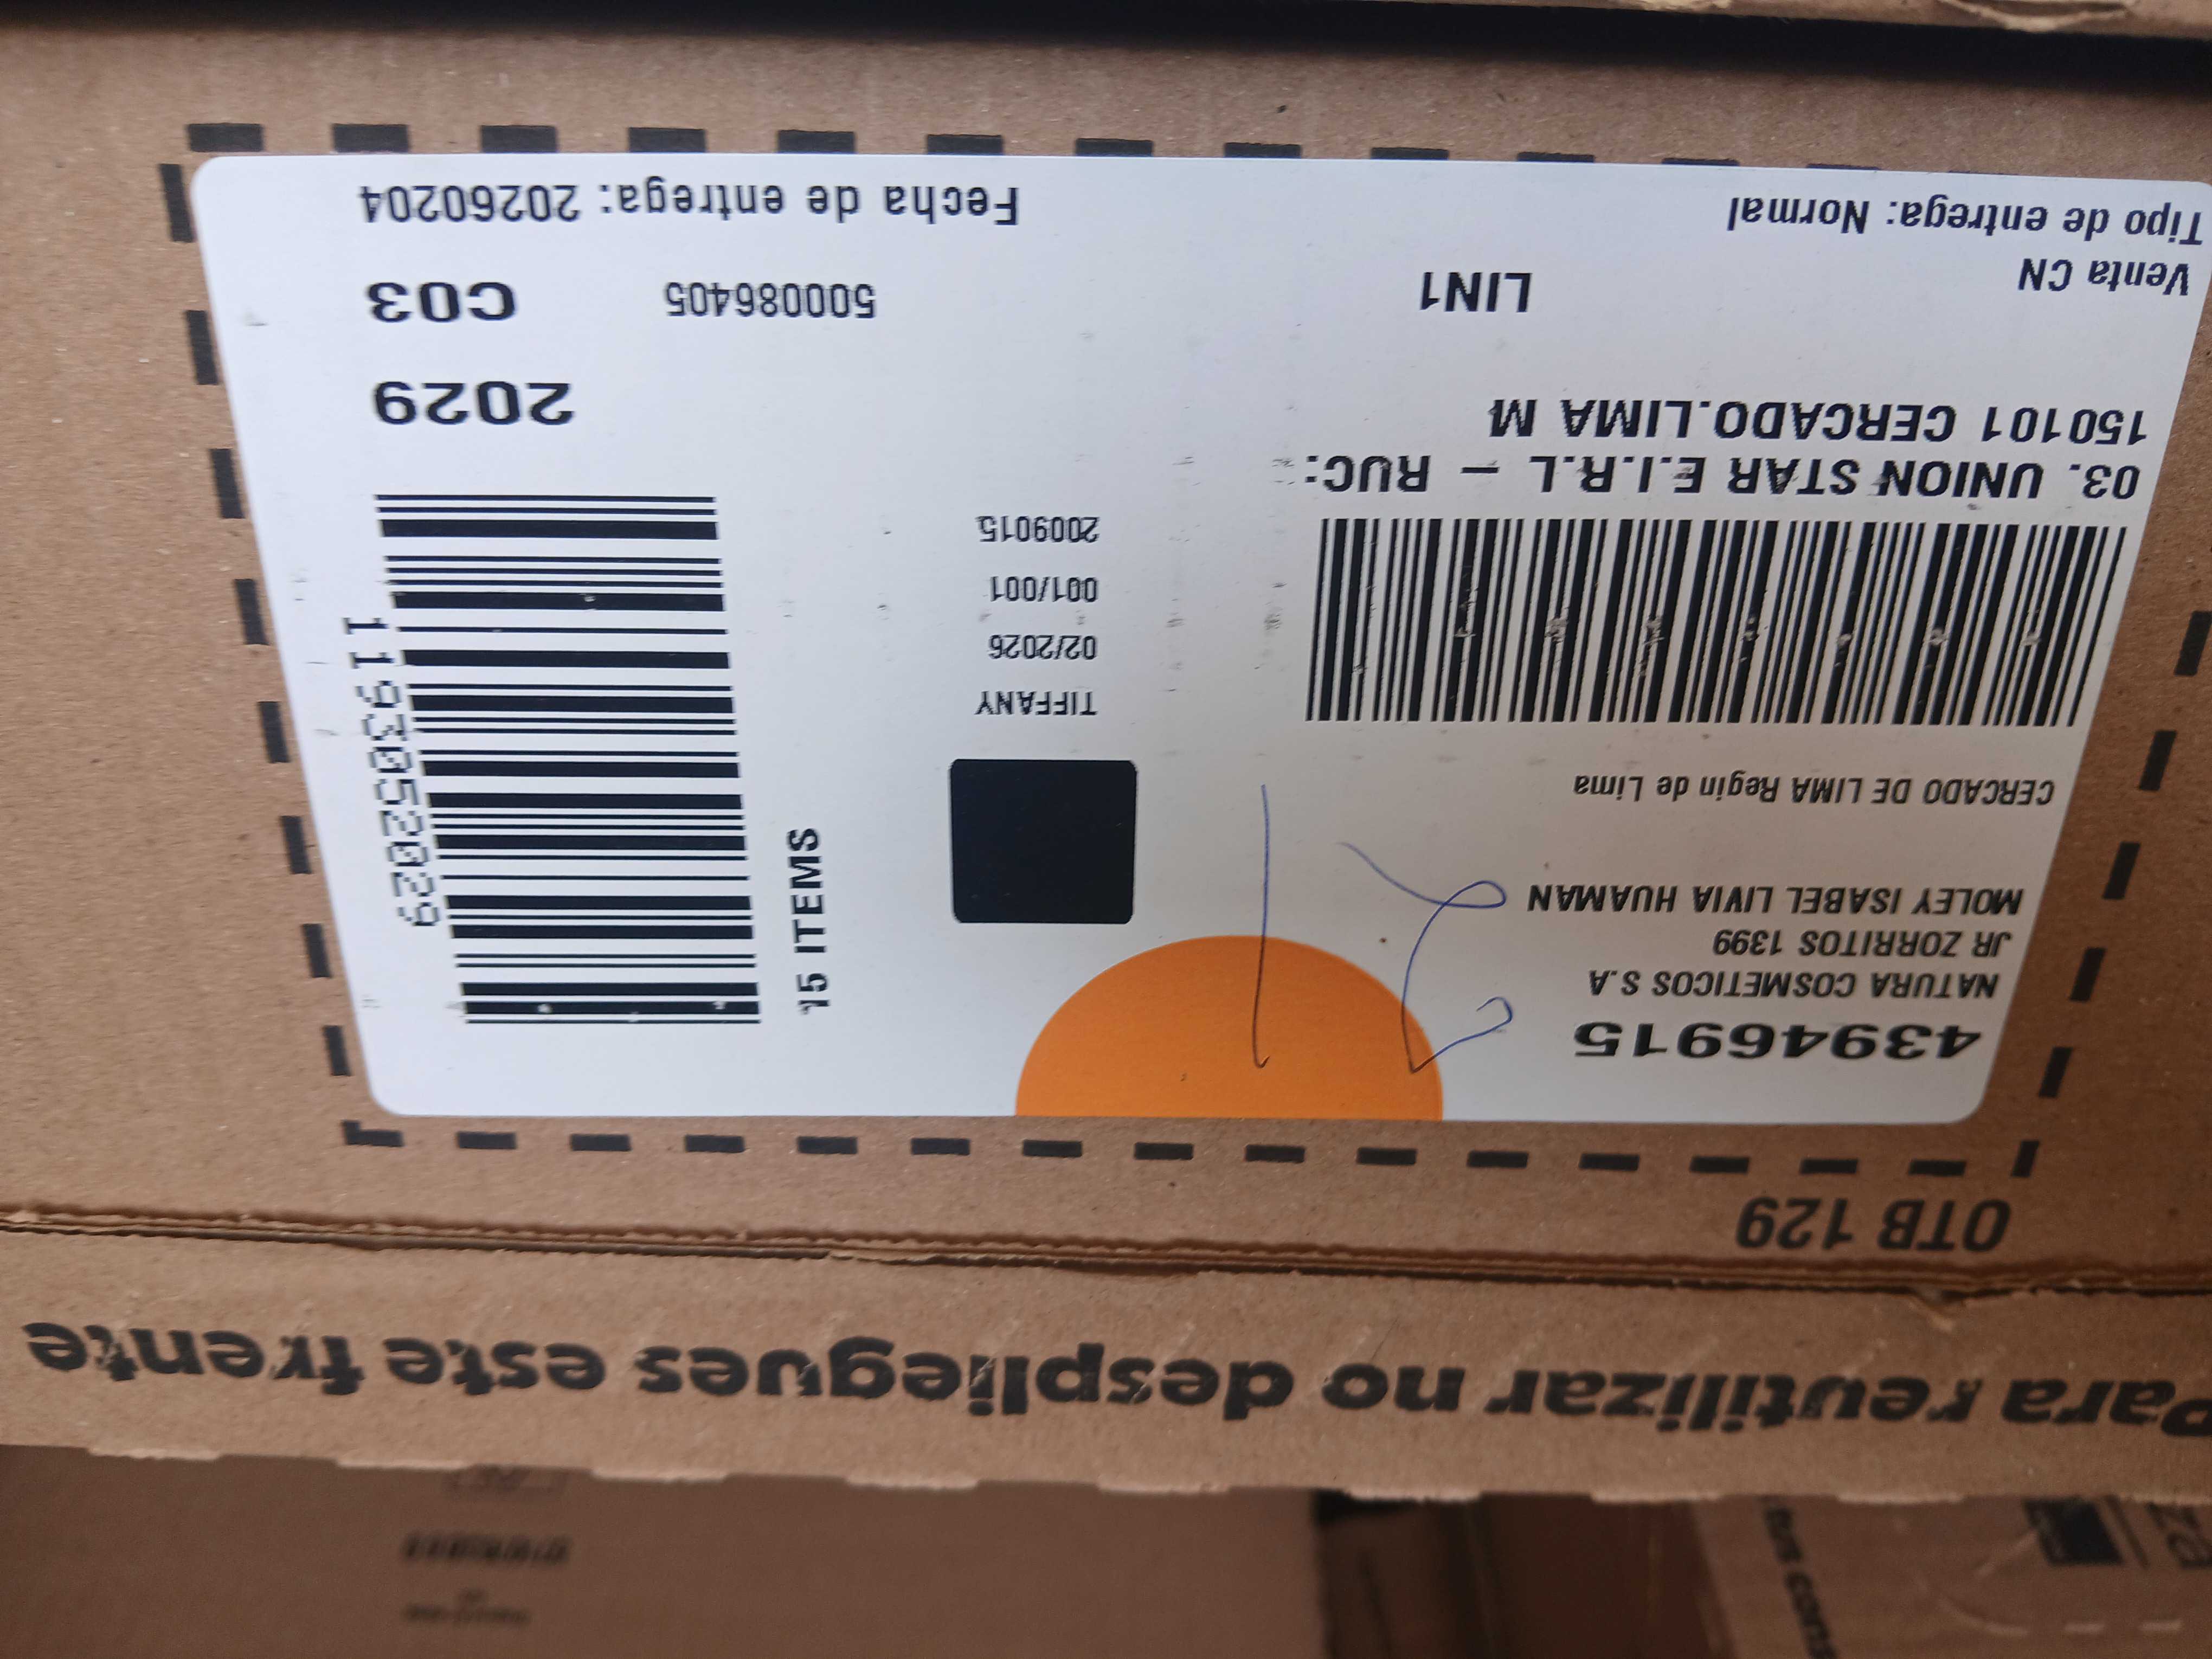 Para reutilizar no despliegues este frente
OTB 129
43946915
NATURA COSMETICOS S.A
JR ZORRITOS 1399
MOLEY ISABEL LIVIA HUAMAN
CERCADO DE LIMA Regin de Lima
03. UNION STAR E.I.R.L - RUC:
150101 CERCADO.LIMA M
Venta CN
LIN1
Tipo de entrega: Normal
TIFFANY
02/2026
001/001
2009015
15 ITEMS
1193052029
2029
500086405
C03
Fecha de entrega: 20260204